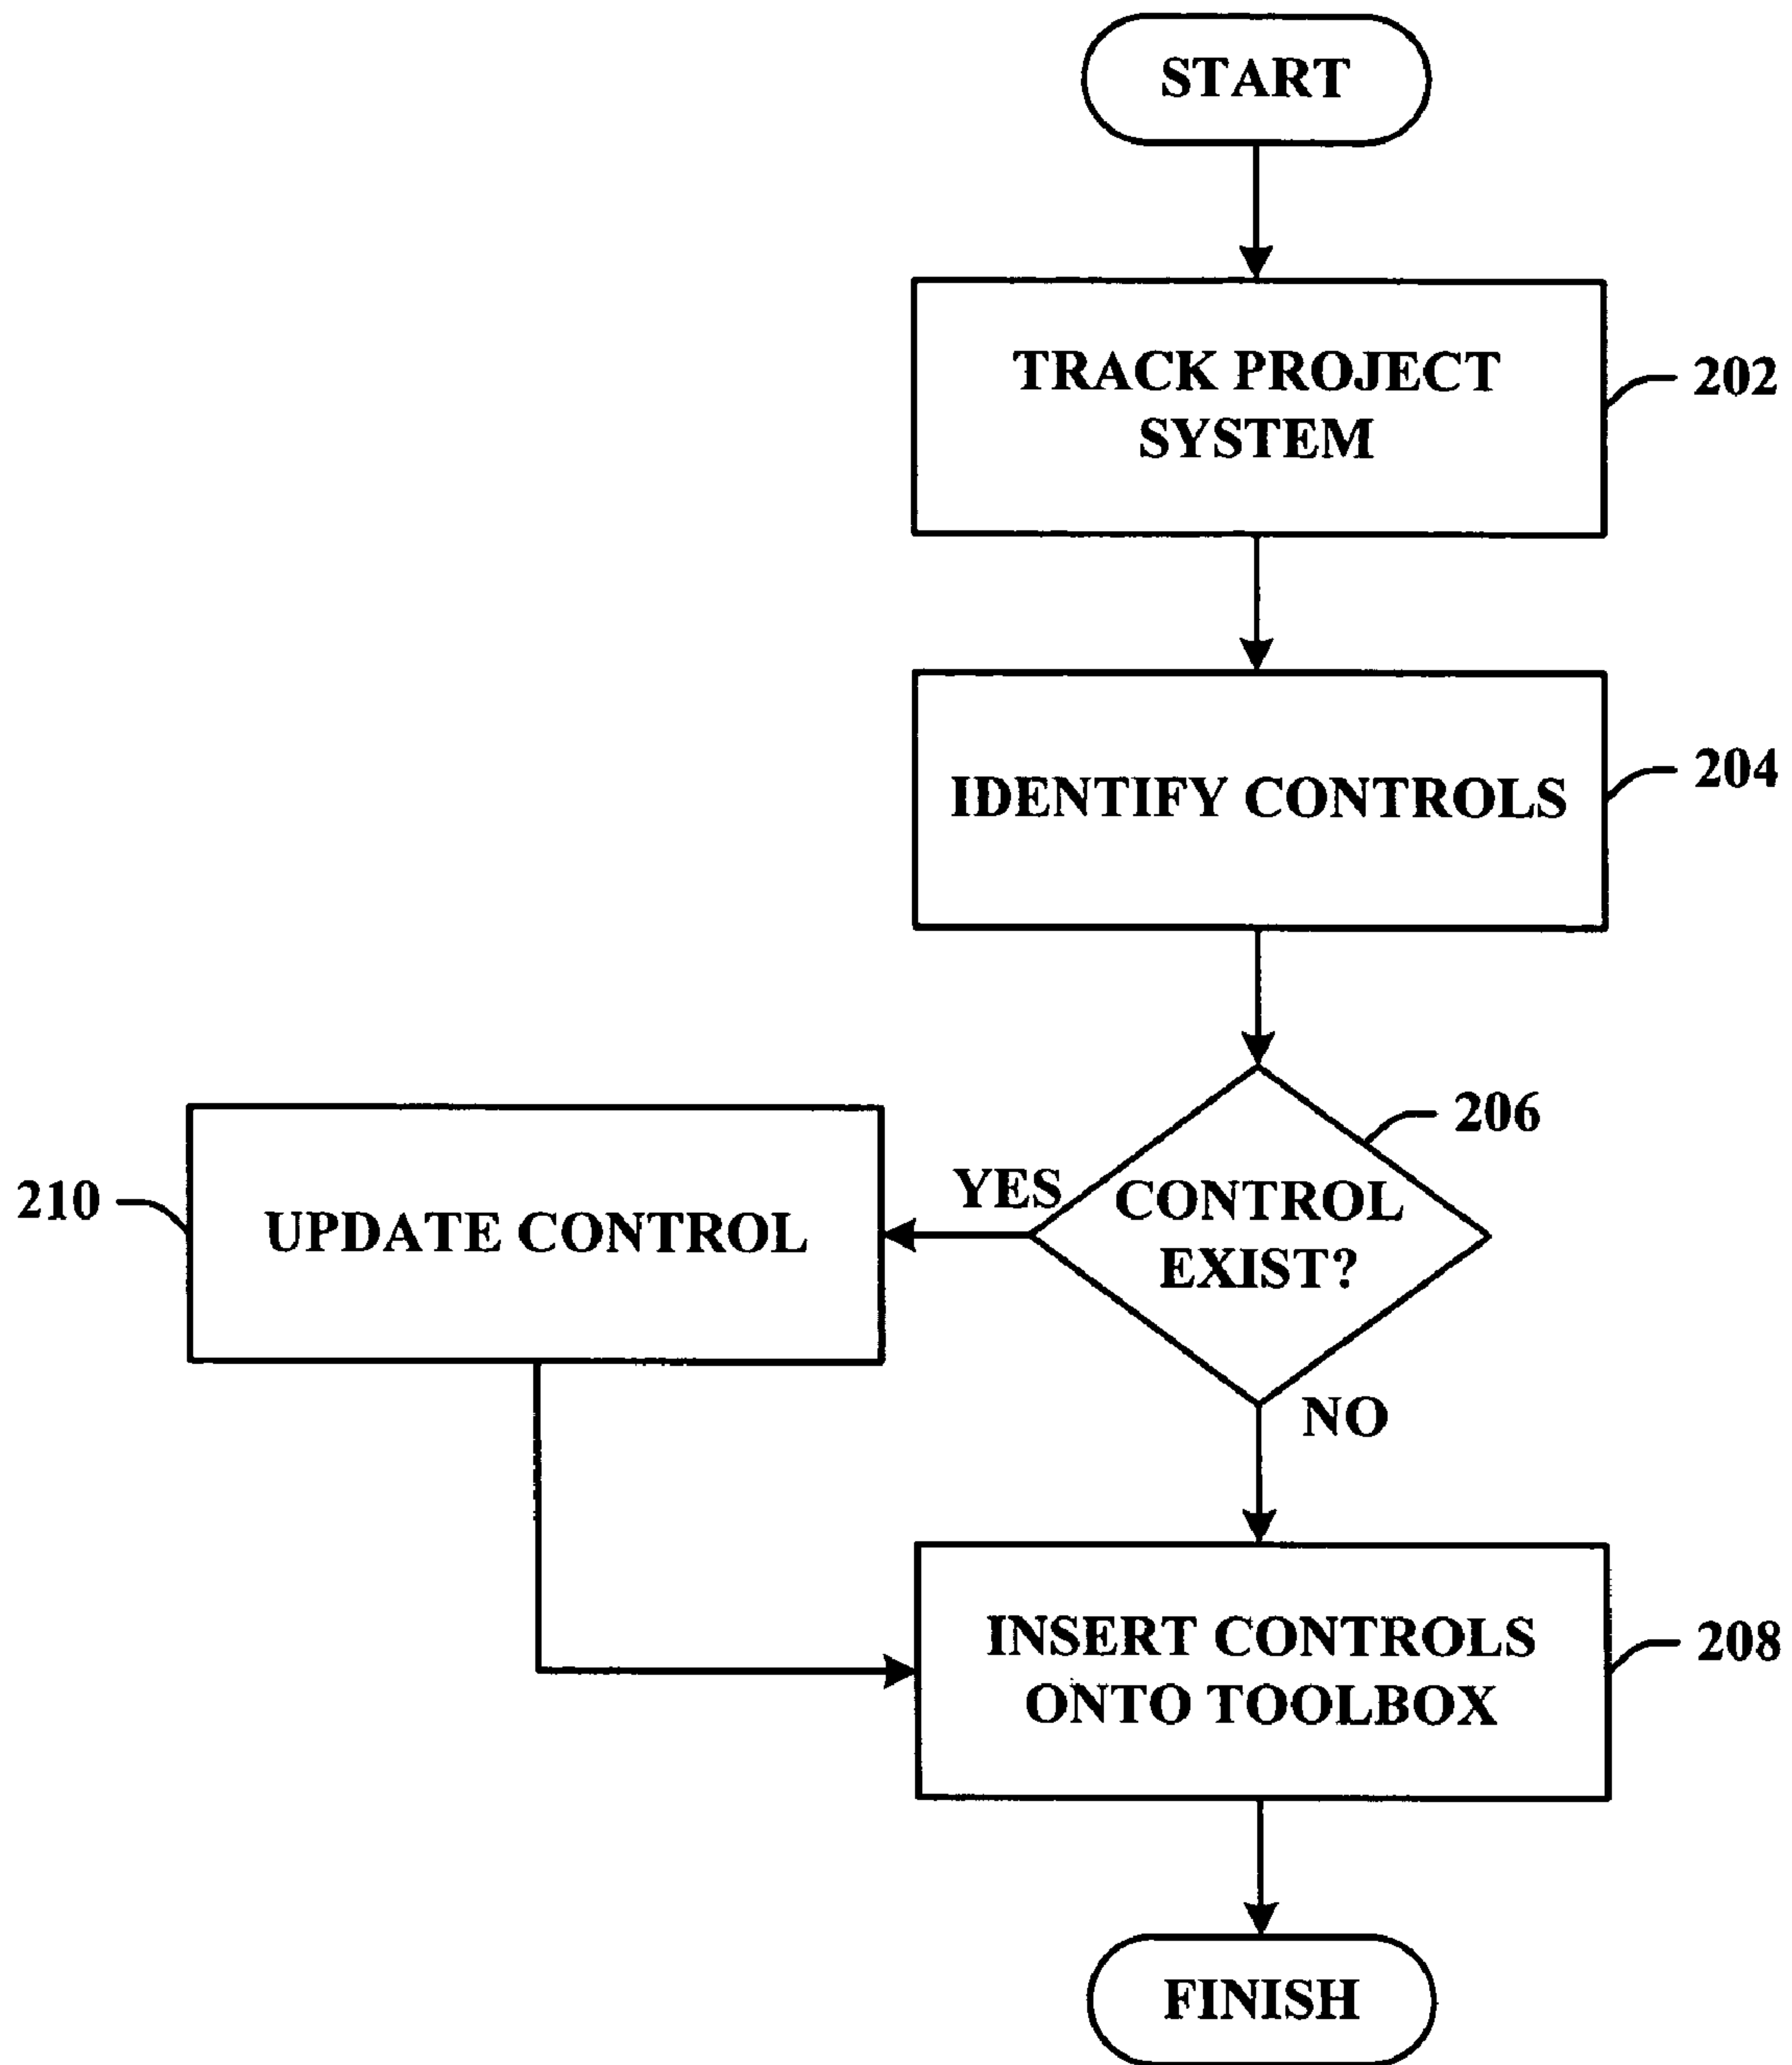 START
TRACK PROJECT
SYSTEM
202
IDENTIFY CONTROLS
204
206
CONTROL
EXIST?
YES
210
UPDATE CONTROL
NO
INSERT CONTROLS
ONTO TOOLBOX
208
FINISH